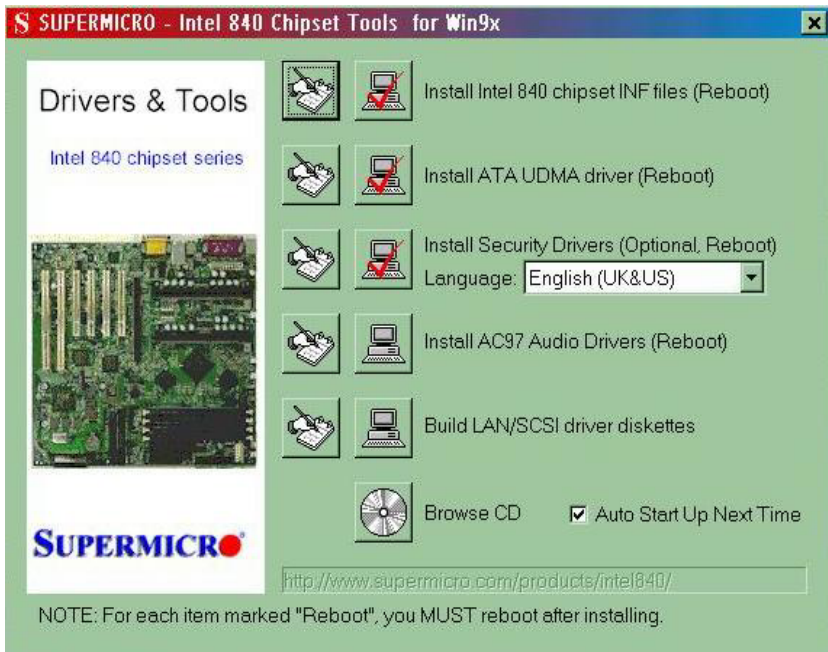 SUPERMICRO - Intel 840 Chipset Tools for Win9x
Drivers & Tools
Intel 840 chipset series
SUPERMICRO
Install Intel 840 chipset INF files (Reboot)
Install ATA UDMA driver (Reboot)
Install Security Drivers (Optional, Reboot)
Language: English (UK&US)
Install AC97 Audio Drivers (Reboot)
Build LAN/SCSI driver diskettes
Browse CD Auto Start Up Next Time
http://www.supermicro.com/products/intel840/
NOTE: For each item marked "Reboot", you MUST reboot after installing.